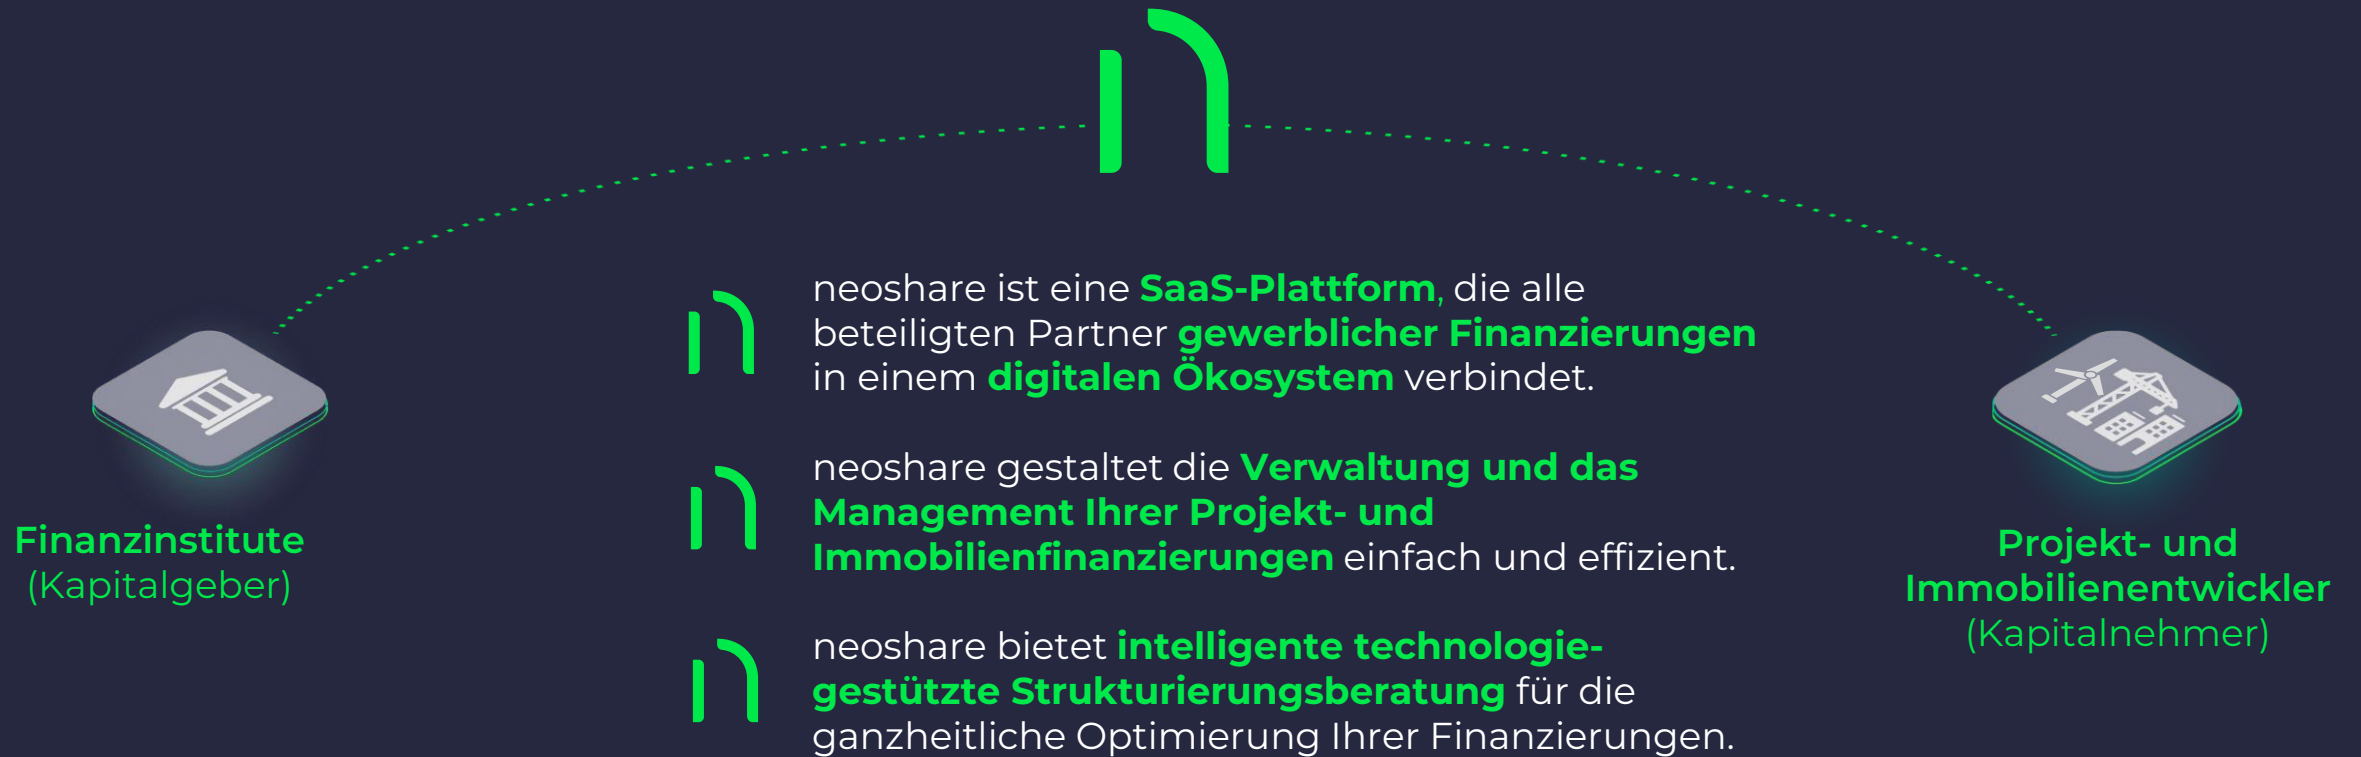 neoshare ist eine SaaS-Plattform, die alle
beteiligten Partner gewerblicher Finanzierungen
in einem digitalen Ökosystem verbindet.
neoshare gestaltet die Verwaltung und das
Management Ihrer Projekt- und
Immobilienfinanzierungen einfach und effizient.
neoshare bietet intelligente technologie-
gestützte Strukturierungsberatung für die
ganzheitliche Optimierung Ihrer Finanzierungen.
Finanzinstitute
(Kapitalgeber)
Projekt- und
Immobilienentwickler
(Kapitalnehmer)